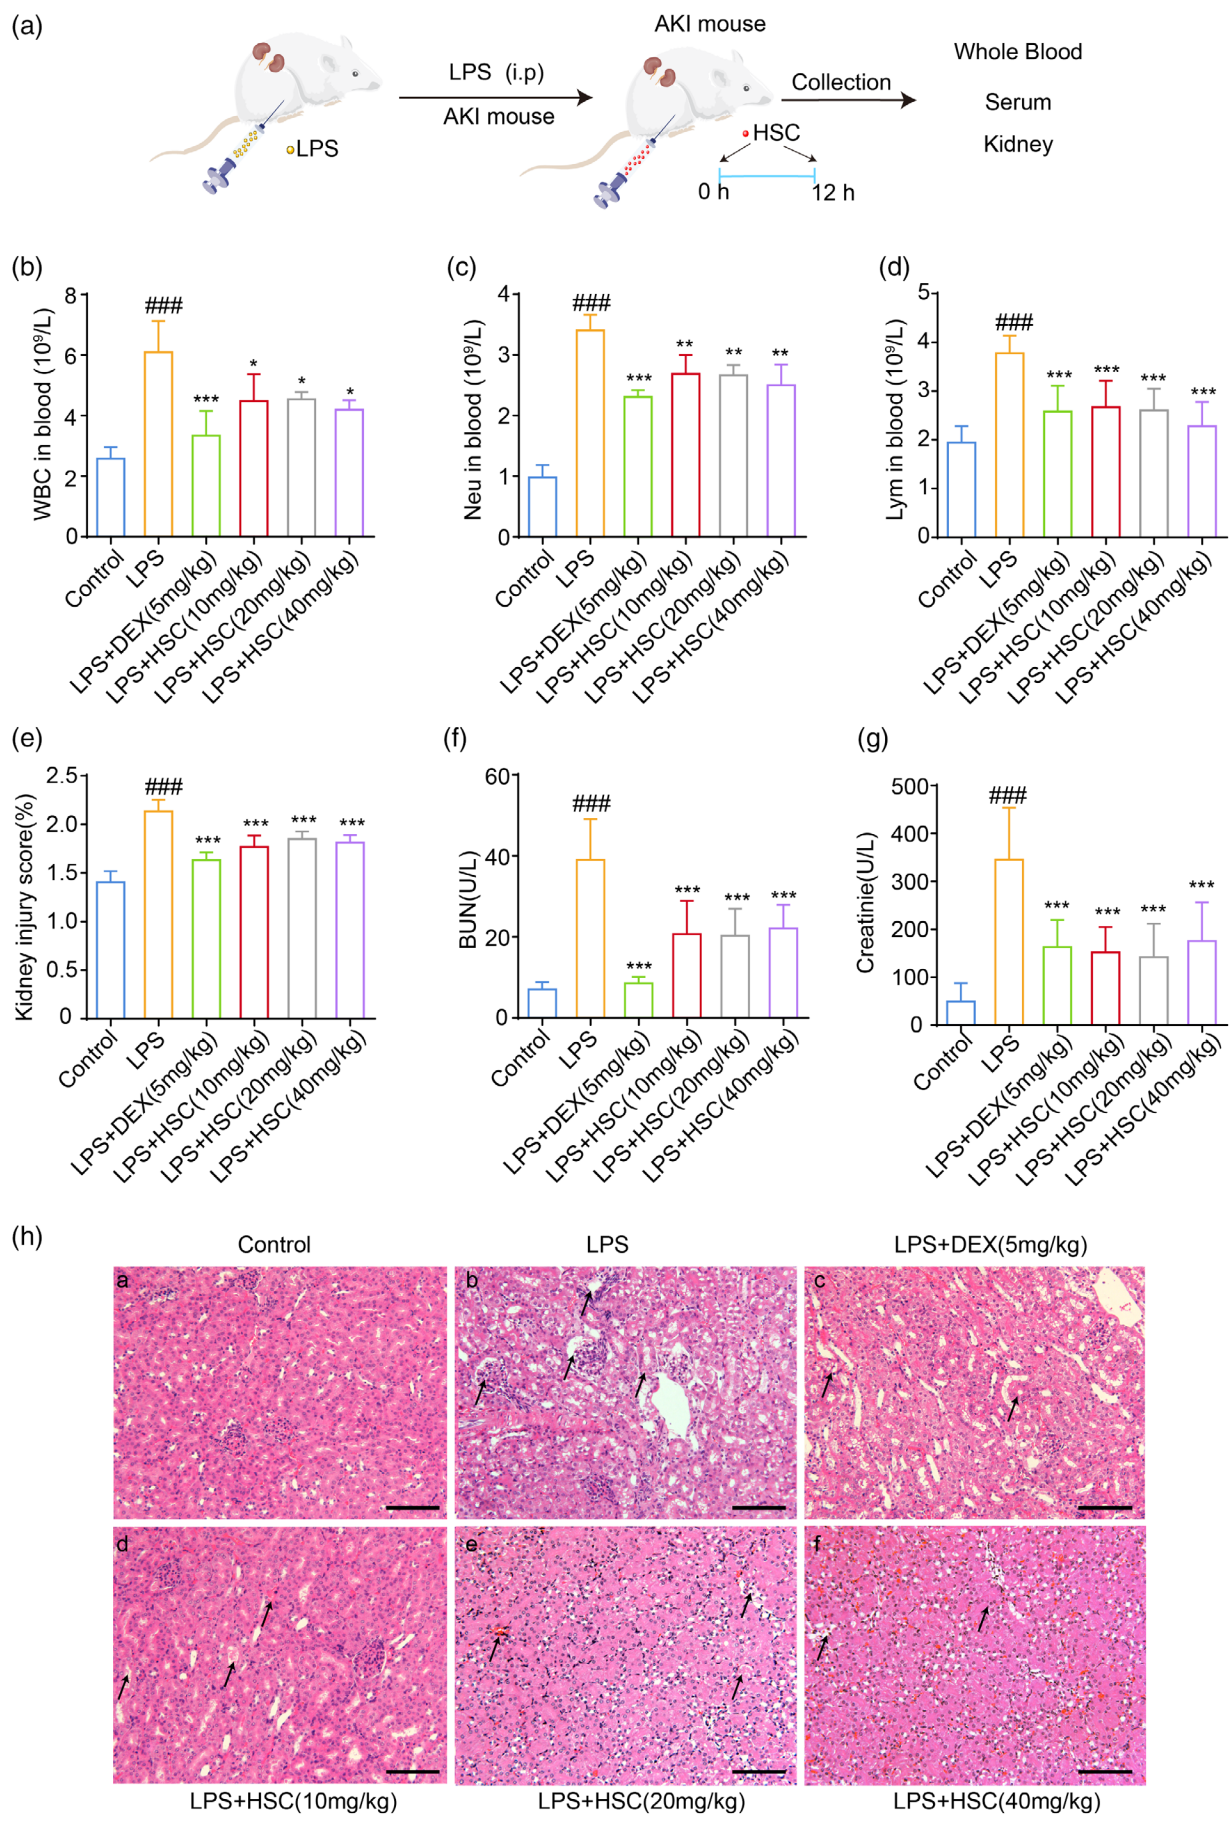 (a)
AKI mouse
LPS (i.p)
AKI mouse
LPS
HSC
0 h
12 h
Collection
Whole Blood
Serum
Kidney
(b)
WBC in blood (10⁹/L)
8
6
4
2
0
###
***
*
*
*
Control
LPS
LPS+DEX(5mg/kg)
LPS+HSC(10mg/kg)
LPS+HSC(20mg/kg)
LPS+HSC(40mg/kg)
(c)
Neu in blood (10⁹/L)
4
3
2
1
0
###
***
**
**
**
Control
LPS
LPS+DEX(5mg/kg)
LPS+HSC(10mg/kg)
LPS+HSC(20mg/kg)
LPS+HSC(40mg/kg)
(d)
Lym in blood (10⁹/L)
5
4
3
2
1
0
###
***
***
***
***
Control
LPS
LPS+DEX(5mg/kg)
LPS+HSC(10mg/kg)
LPS+HSC(20mg/kg)
LPS+HSC(40mg/kg)
(e)
Kidney injury score(%)
2.5
2.0
1.5
1.0
0.5
0
###
***
***
***
***
Control
LPS
LPS+DEX(5mg/kg)
LPS+HSC(10mg/kg)
LPS+HSC(20mg/kg)
LPS+HSC(40mg/kg)
(f)
BUN(U/L)
60
40
20
0
###
***
***
***
***
Control
LPS
LPS+DEX(5mg/kg)
LPS+HSC(10mg/kg)
LPS+HSC(20mg/kg)
LPS+HSC(40mg/kg)
(g)
Creatinie(U/L)
500
400
300
200
100
0
###
***
***
***
***
Control
LPS
LPS+DEX(5mg/kg)
LPS+HSC(10mg/kg)
LPS+HSC(20mg/kg)
LPS+HSC(40mg/kg)
(h)
Control
LPS
LPS+DEX(5mg/kg)
a
b
c
d
e
f
LPS+HSC(10mg/kg)
LPS+HSC(20mg/kg)
LPS+HSC(40mg/kg)